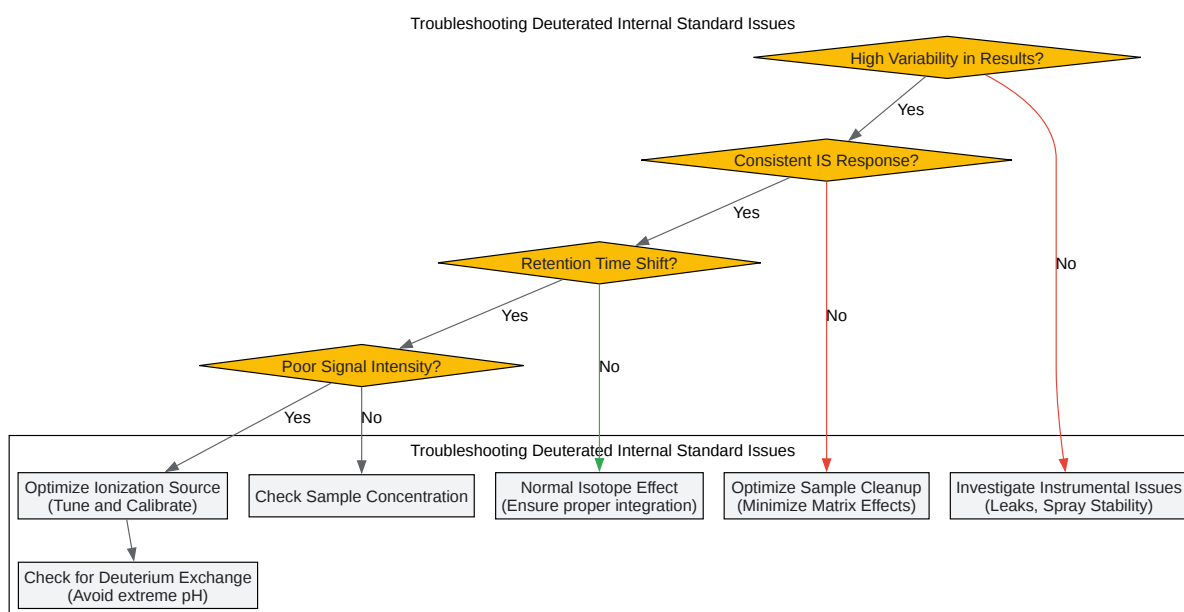 Troubleshooting Deuterated Internal Standard Issues
High Variability in Results?
Yes
Consistent IS Response?
Yes
Retention Time Shift?
No
Yes
No
No
Poor Signal Intensity?
Yes
No
Troubleshooting Deuterated Internal Standard Issues
Optimize Ionization Source
(Tune and Calibrate)
Check Sample Concentration
Normal Isotope Effect
(Ensure proper integration)
Optimize Sample Cleanup
(Minimize Matrix Effects)
Investigate Instrumental Issues
(Leaks, Spray Stability)
Check for Deuterium Exchange
(Avoid extreme pH)